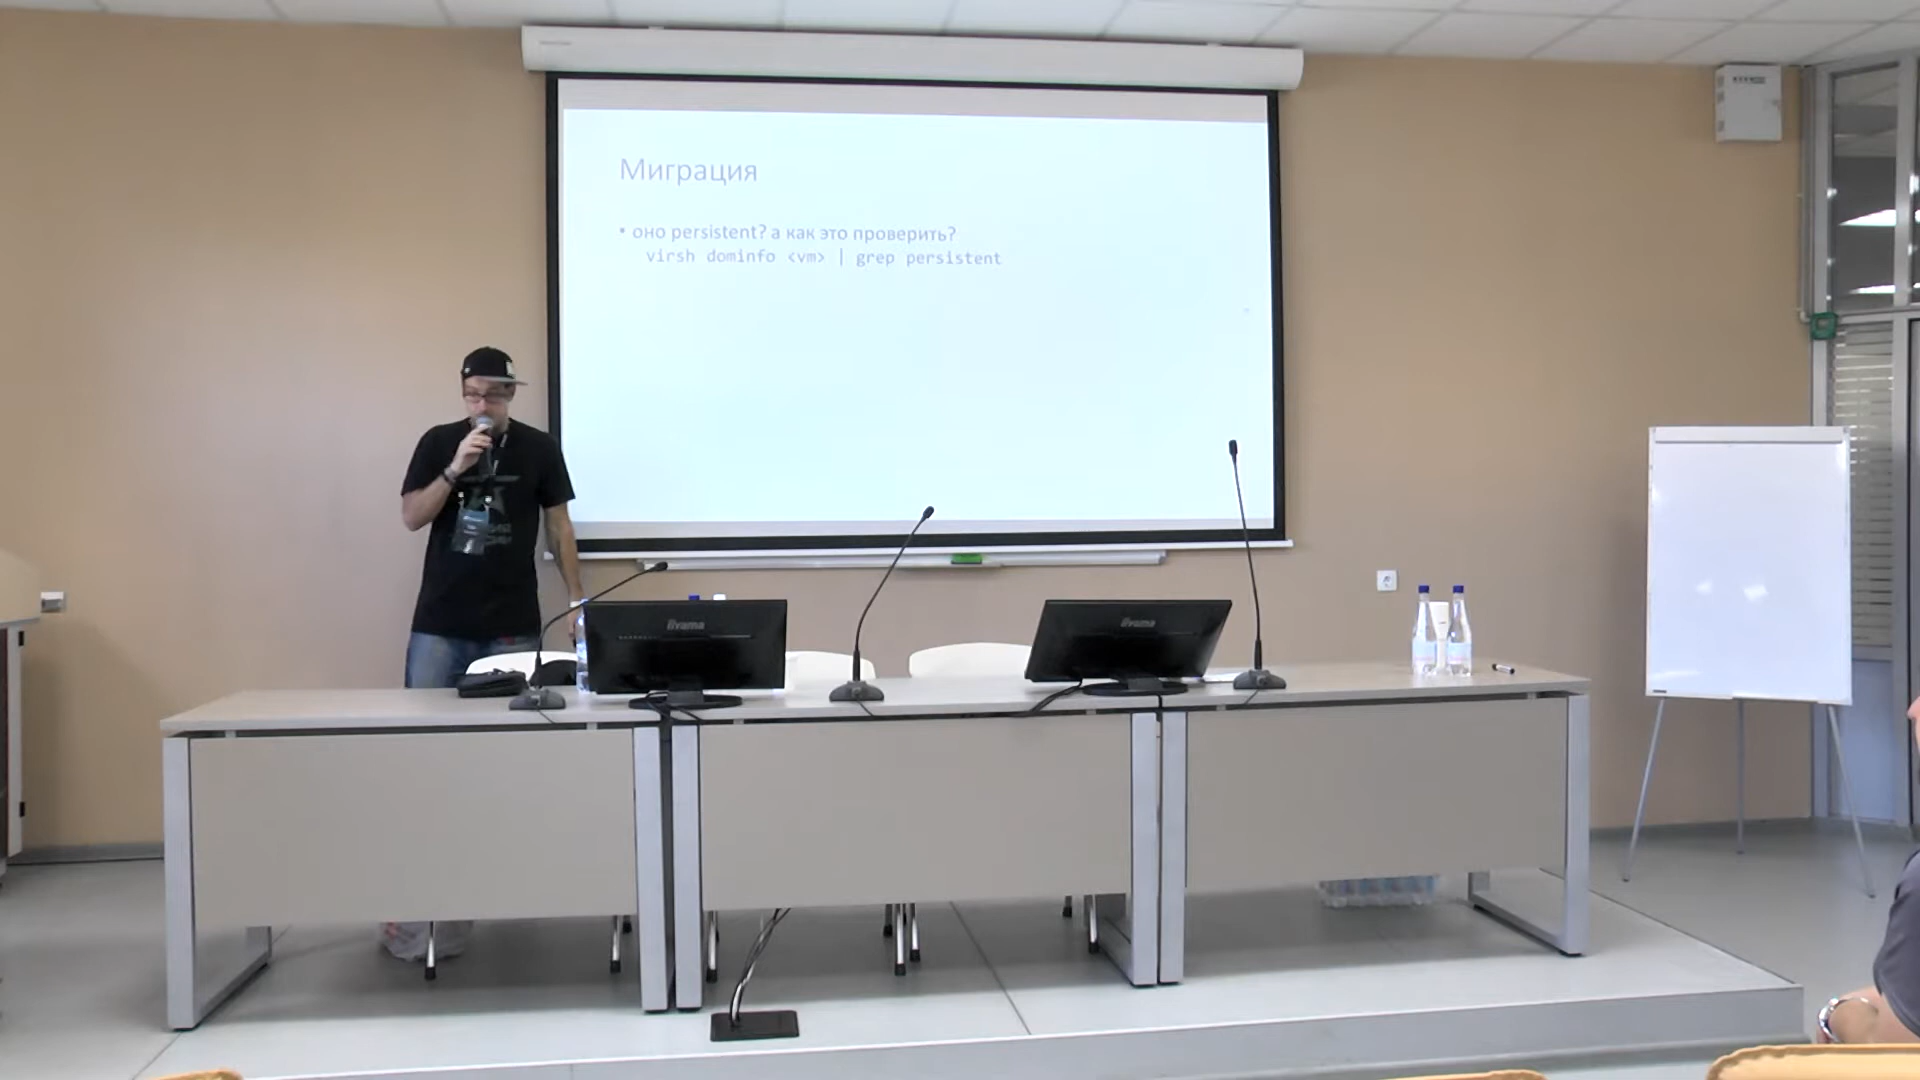 Миграция
• оно persistent? а как это проверить?
virsh dominfo <vm> | grep persistent
iiyama
iiyama